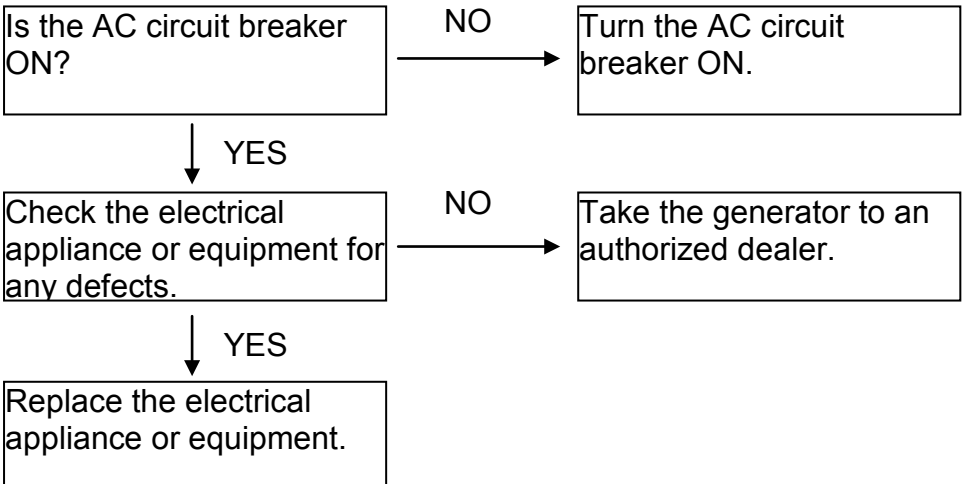 Is the AC circuit breaker
ON?
NO
Turn the AC circuit
breaker ON.
YES
Check the electrical
appliance or equipment for
any defects.
NO
Take the generator to an
authorized dealer.
YES
Replace the electrical
appliance or equipment.